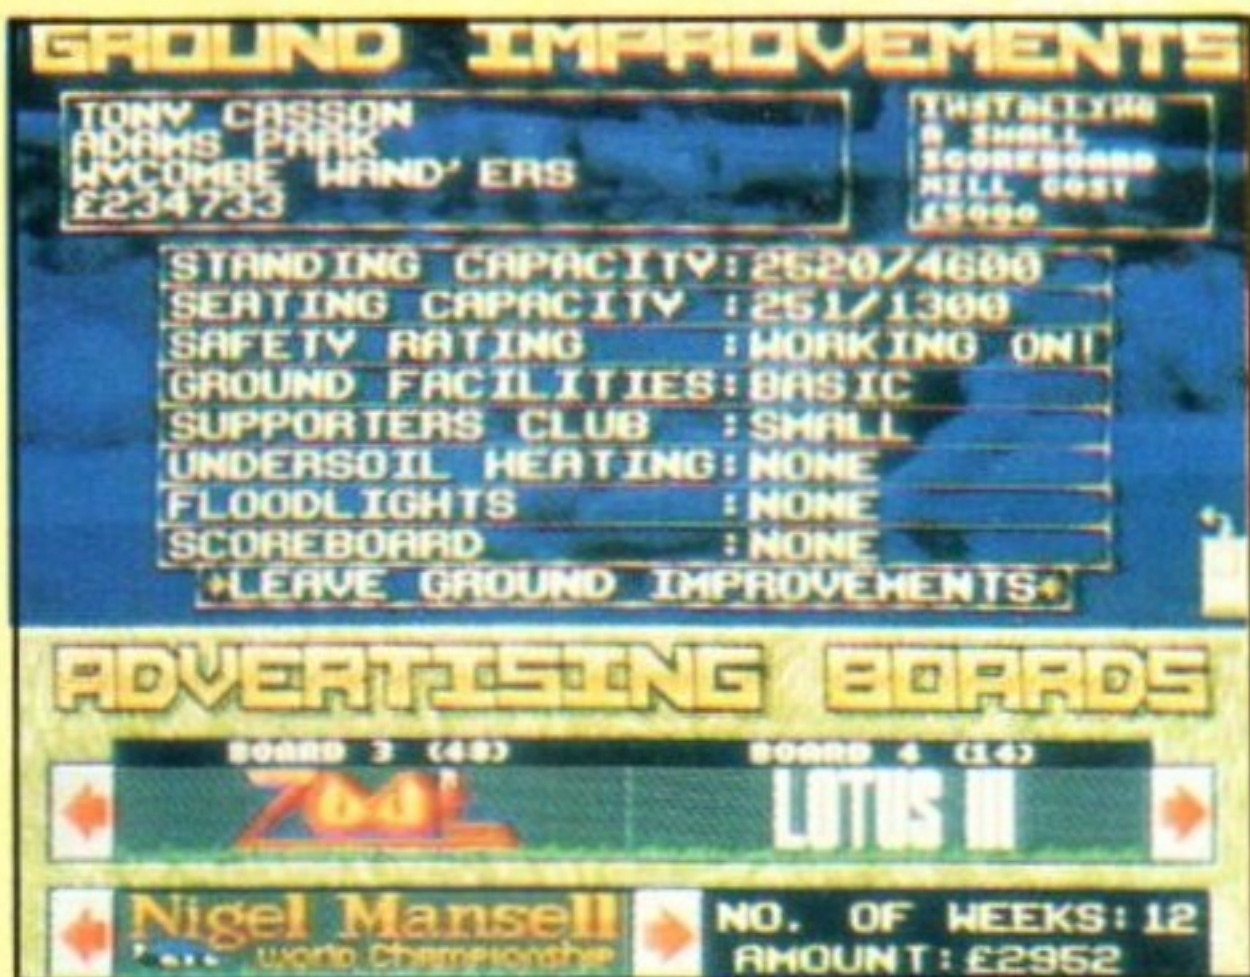 GROUND IMPROVEMENTS
TONY CASSON
ADAMS PARK
WYCOMBE WAND'ERS
£234733
INSTALLING
A SMALL
SCOREBOARD
WILL COST
£5000
STANDING CAPACITY:2520/4600
SEATING CAPACITY :251/1300
SAFETY RATING :WORKING ON!
GROUND FACILITIES:BASIC
SUPPORTERS CLUB :SMALL
UNDERSOIL HEATING:NONE
FLOODLIGHTS :NONE
SCOREBOARD :NONE
*LEAVE GROUND IMPROVEMENTS*
ADVERTISING BOARDS
BOARD 3 (48)
BOARD 4 (14)
ZOOL
LOTUS III
Nigel Mansell
World Championship
NO. OF WEEKS:12
AMOUNT:£2952